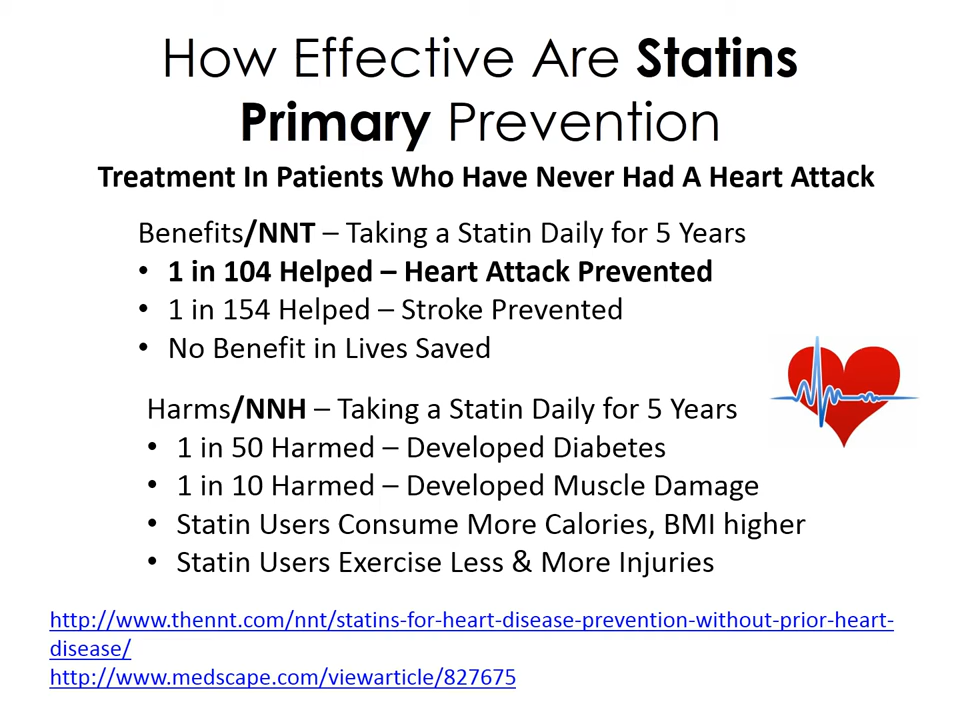 How Effective Are Statins
Primary Prevention
Treatment In Patients Who Have Never Had A Heart Attack
Benefits/NNT – Taking a Statin Daily for 5 Years
• 1 in 104 Helped – Heart Attack Prevented
• 1 in 154 Helped – Stroke Prevented
• No Benefit in Lives Saved
Harms/NNH – Taking a Statin Daily for 5 Years
• 1 in 50 Harmed – Developed Diabetes
• 1 in 10 Harmed – Developed Muscle Damage
• Statin Users Consume More Calories, BMI higher
• Statin Users Exercise Less & More Injuries
http://www.thennt.com/nnt/statins-for-heart-disease-prevention-without-prior-heart-
disease/
http://www.medscape.com/viewarticle/827675